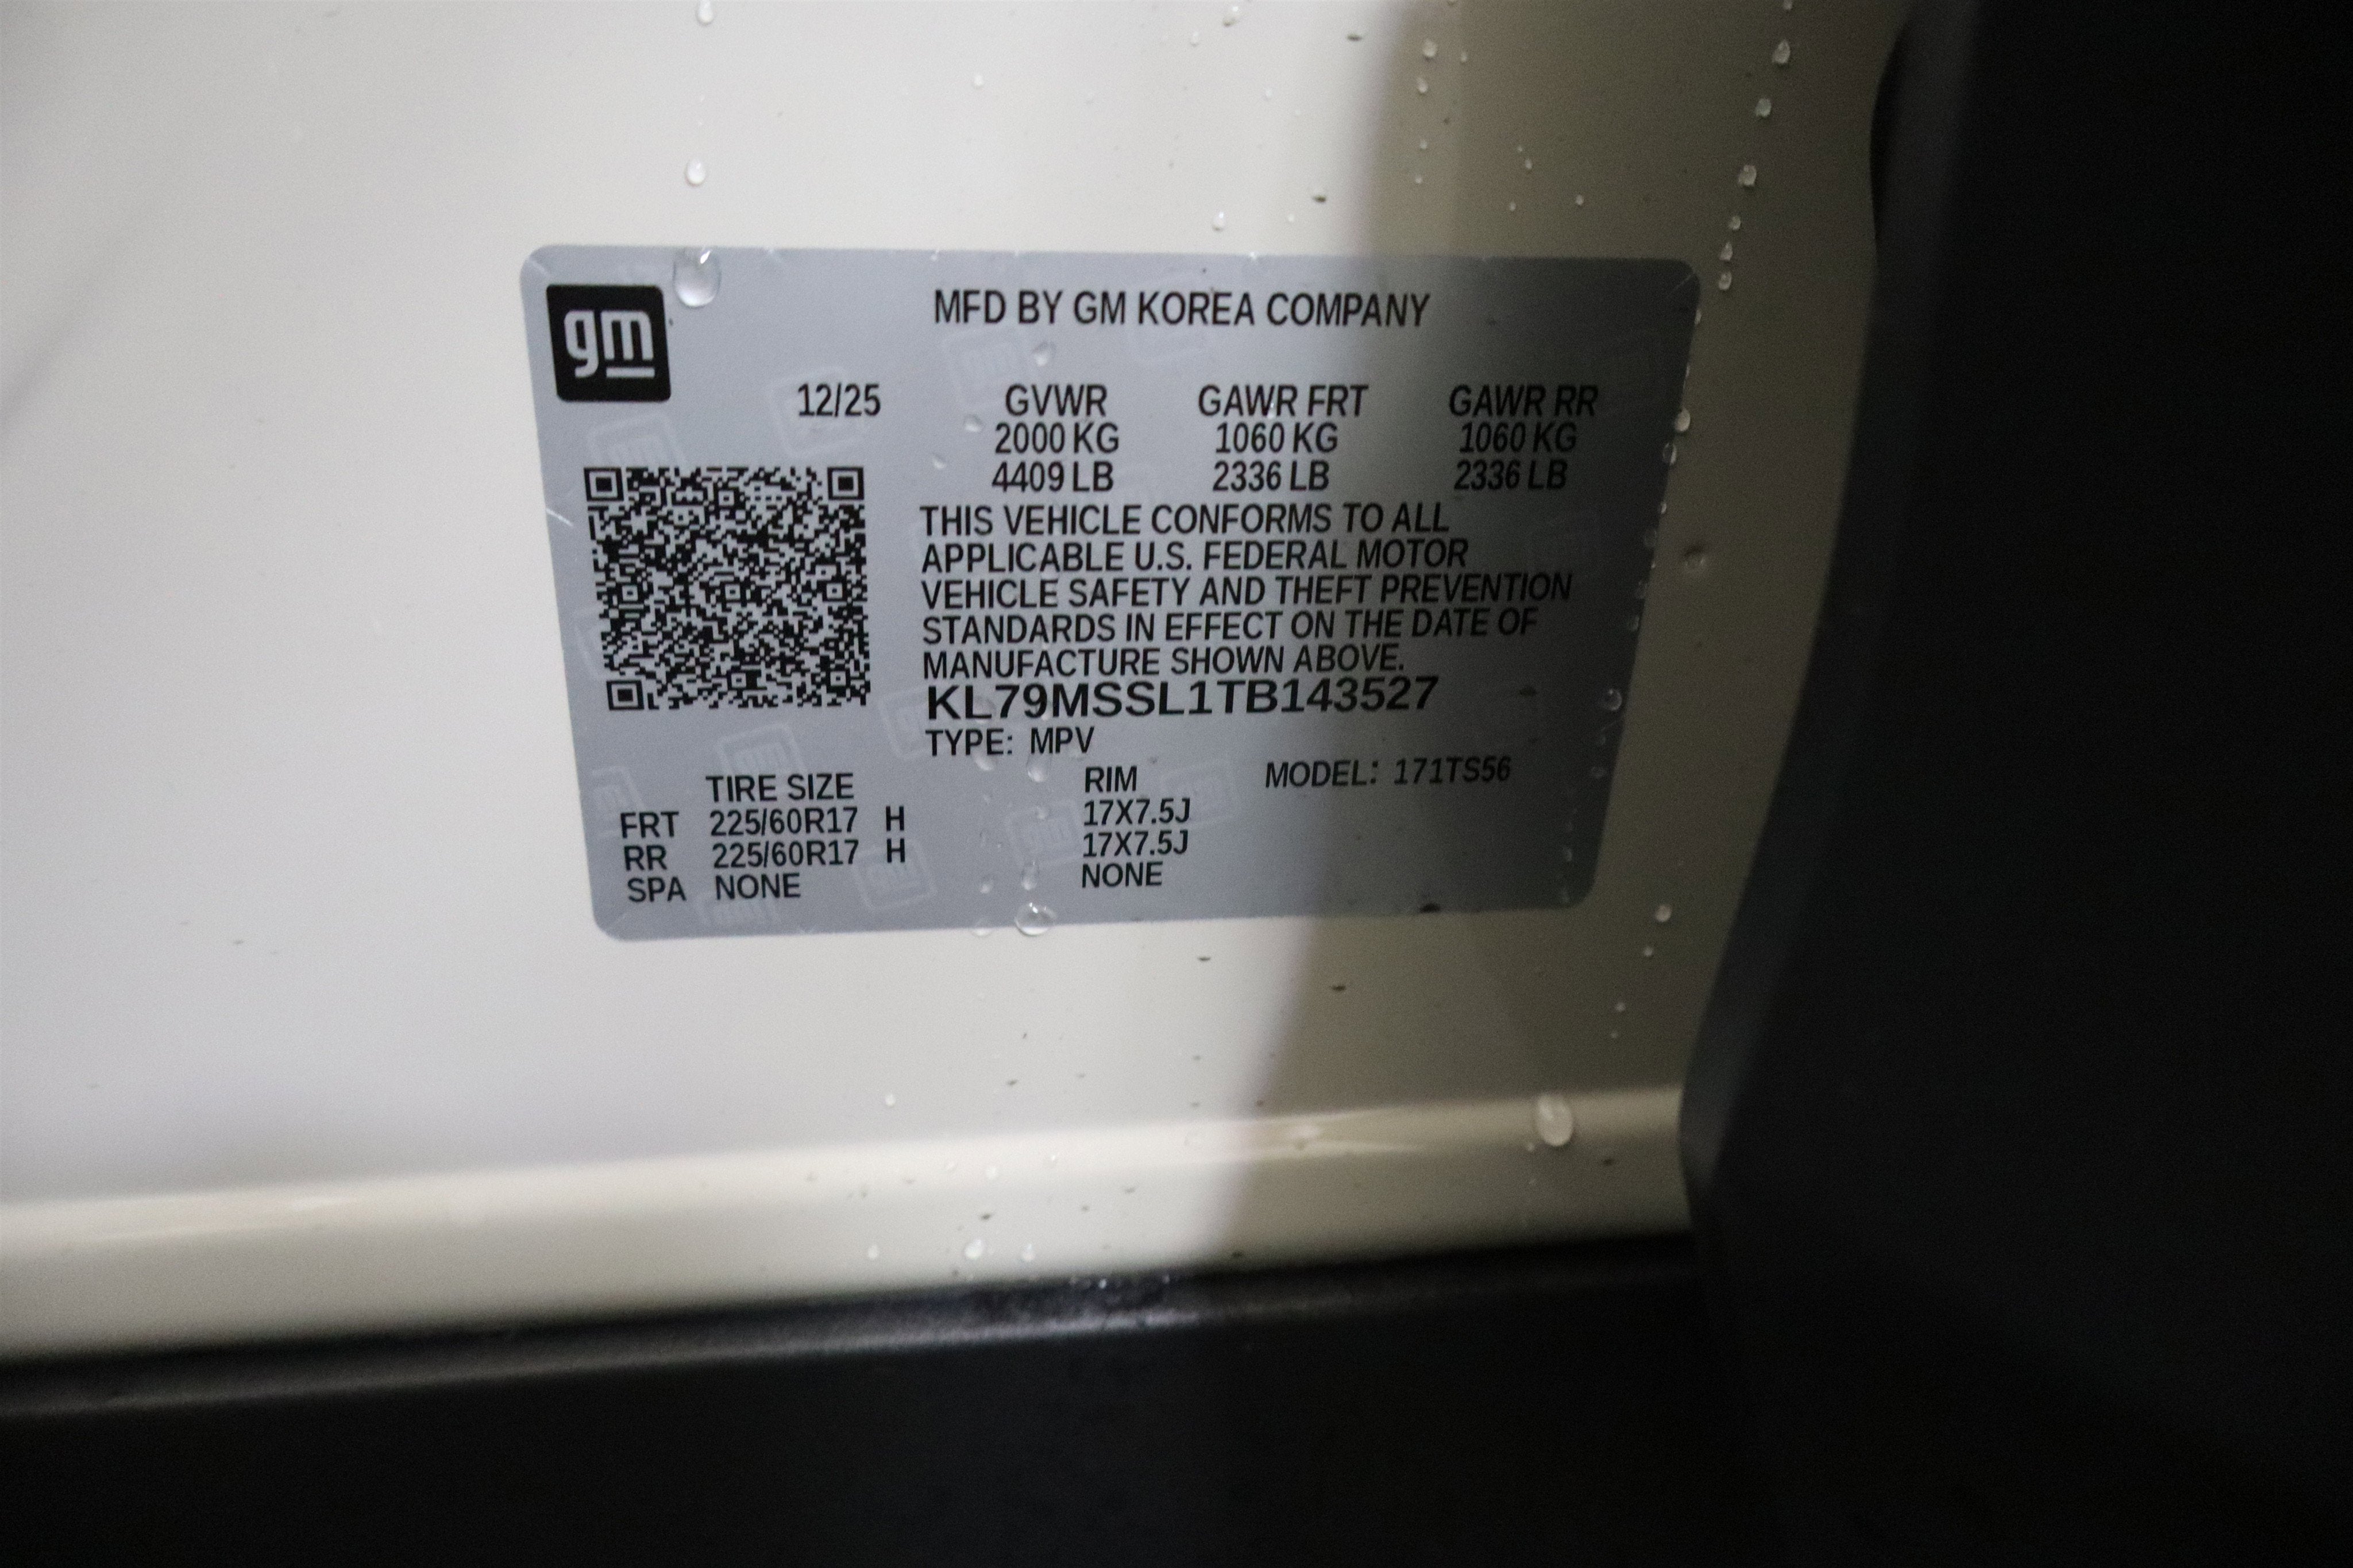 gm
MFD BY GM KOREA COMPANY
12/25 GVWR GAWR FRT GAWR RR
2000 KG 1060 KG 1060 KG
4409 LB 2336 LB 2336 LB
THIS VEHICLE CONFORMS TO ALL
APPLICABLE U.S. FEDERAL MOTOR
VEHICLE SAFETY AND THEFT PREVENTION
STANDARDS IN EFFECT ON THE DATE OF
MANUFACTURE SHOWN ABOVE.
KL79MSSL1TB143527
TYPE: MPV
TIRE SIZE RIM MODEL: 171TS56
FRT 225/60R17 H 17X7.5J
RR 225/60R17 H 17X7.5J
SPA NONE NONE